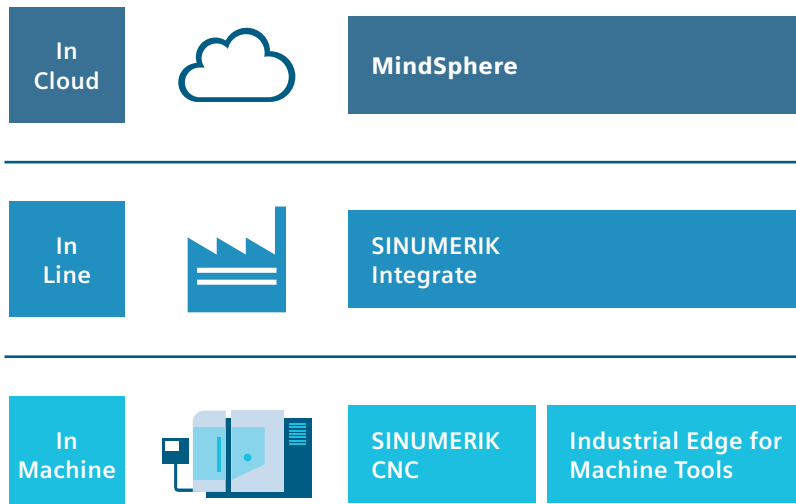 In
Cloud
MindSphere
In
Line
SINUMERIK
Integrate
In
Machine
SINUMERIK
CNC
Industrial Edge for
Machine Tools